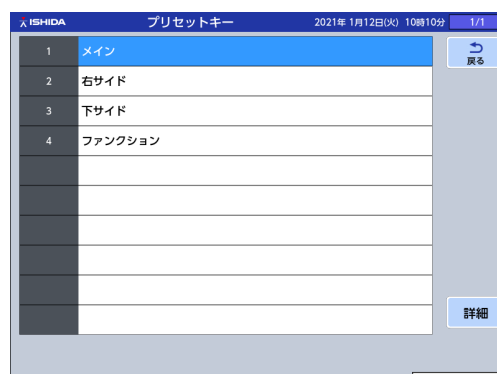 ISHIDA プリセットキー 2021年 1月12日(火) 10時10分 1/1
1 メイン
2 右サイド
3 下サイド
4 ファンクション
戻る
詳細